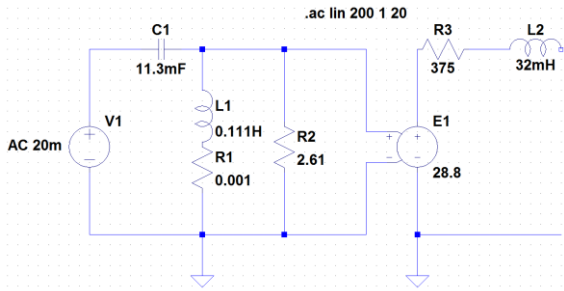 .ac lin 200 1 20
C1
11.3mF
R3
375
L2
32mH
V1
AC 20m
L1
0.111H
R1
0.001
R2
2.61
E1
28.8